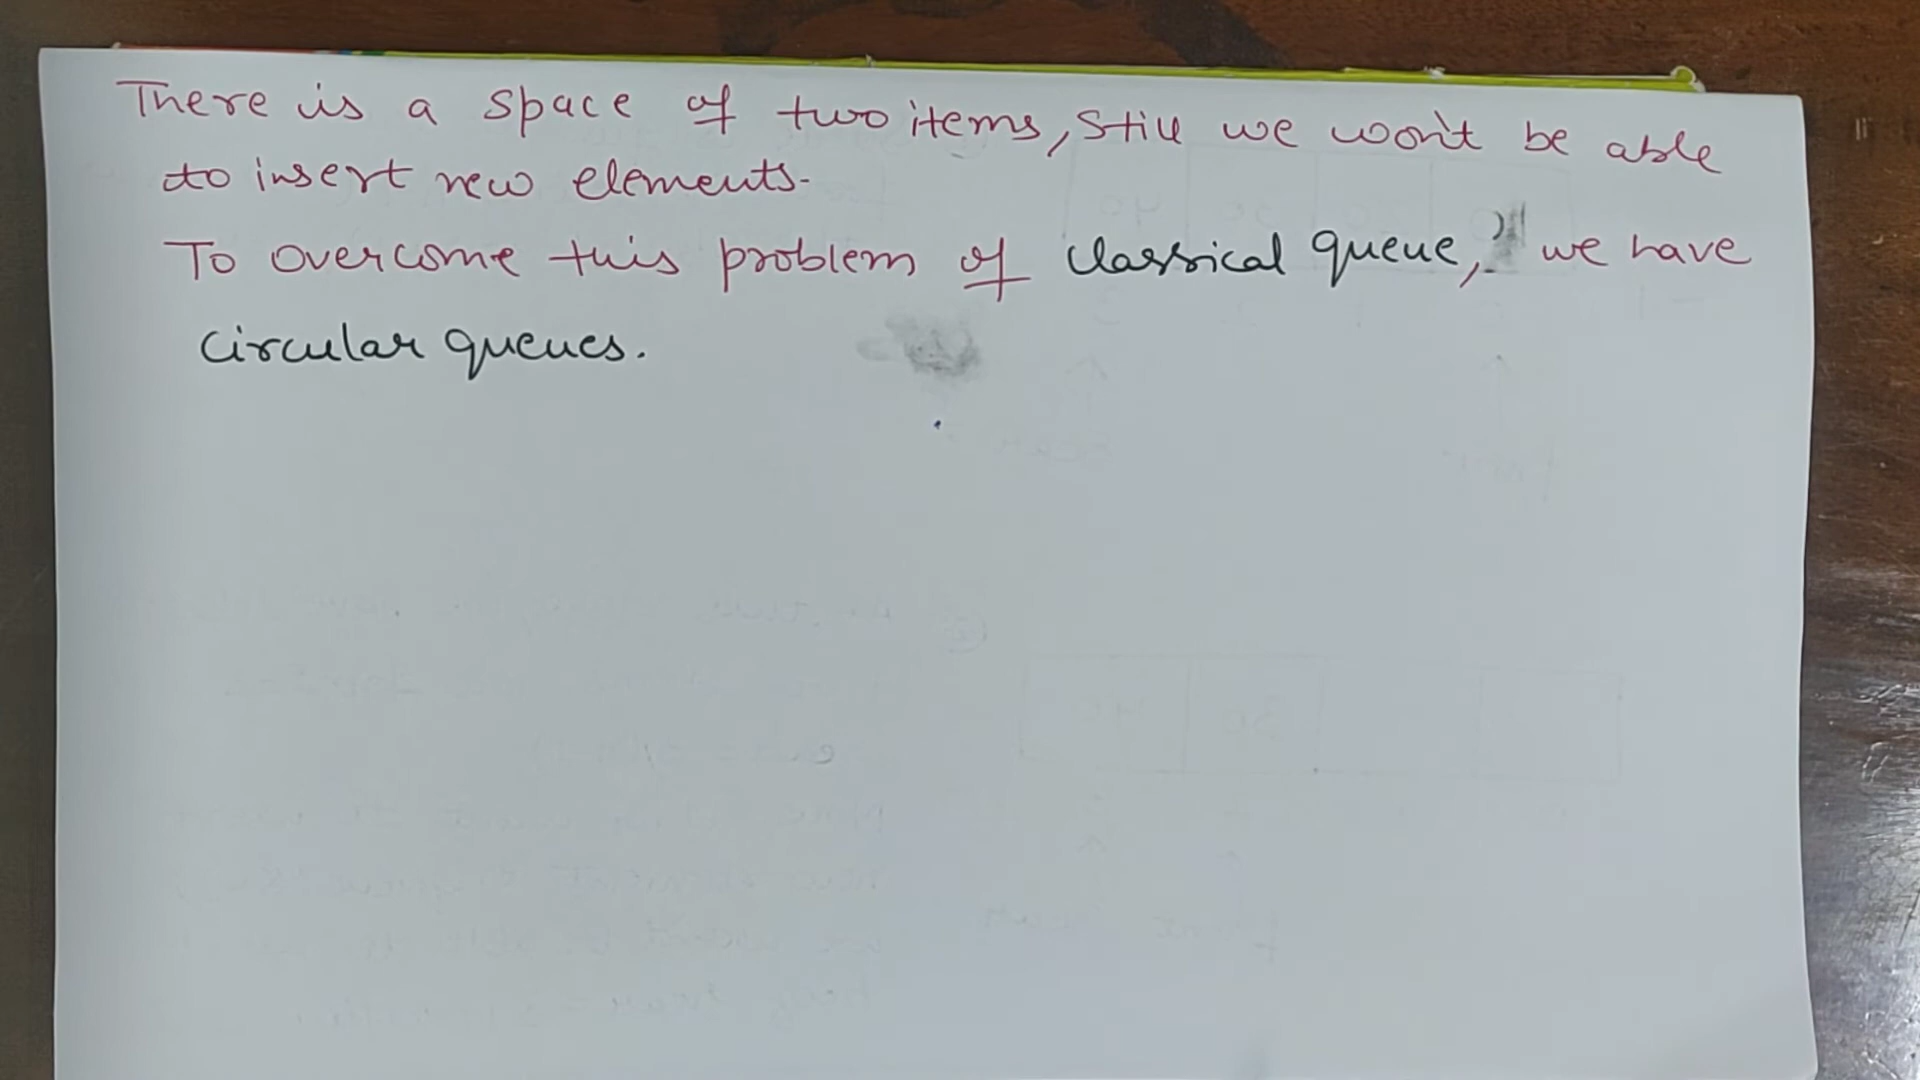 There is a space of two items, Still we won't be able
to insert new elements.
To overcome this problem of classical queue, we have
circular queues.